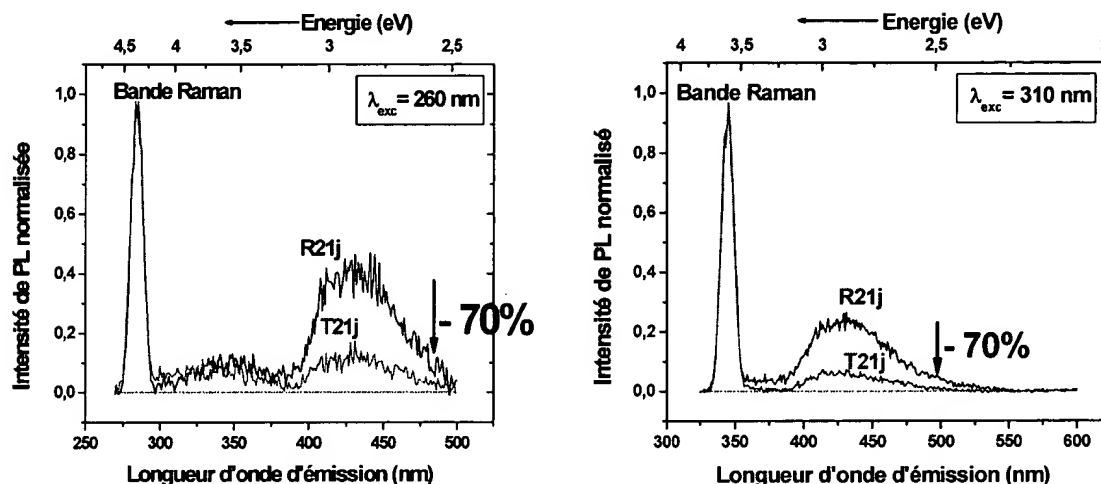 Energie (eV)
4,5 4 3,5 3 2,5
Bande Raman
λexc = 260 nm
Intensité de PL normalisée
1,0
0,8
0,6
0,4
0,2
0,0
R21j
T21j
- 70%
250 300 350 400 450 500
Longueur d'onde d'émission (nm)
Energie (eV)
4 3,5 3 2,5
Bande Raman
λexc = 310 nm
Intensité de PL normalisé
1,0
0,8
0,6
0,4
0,2
0,0
R21j
T21j
- 70%
300 350 400 450 500 550 600
Longueur d'onde d'émission (nm)